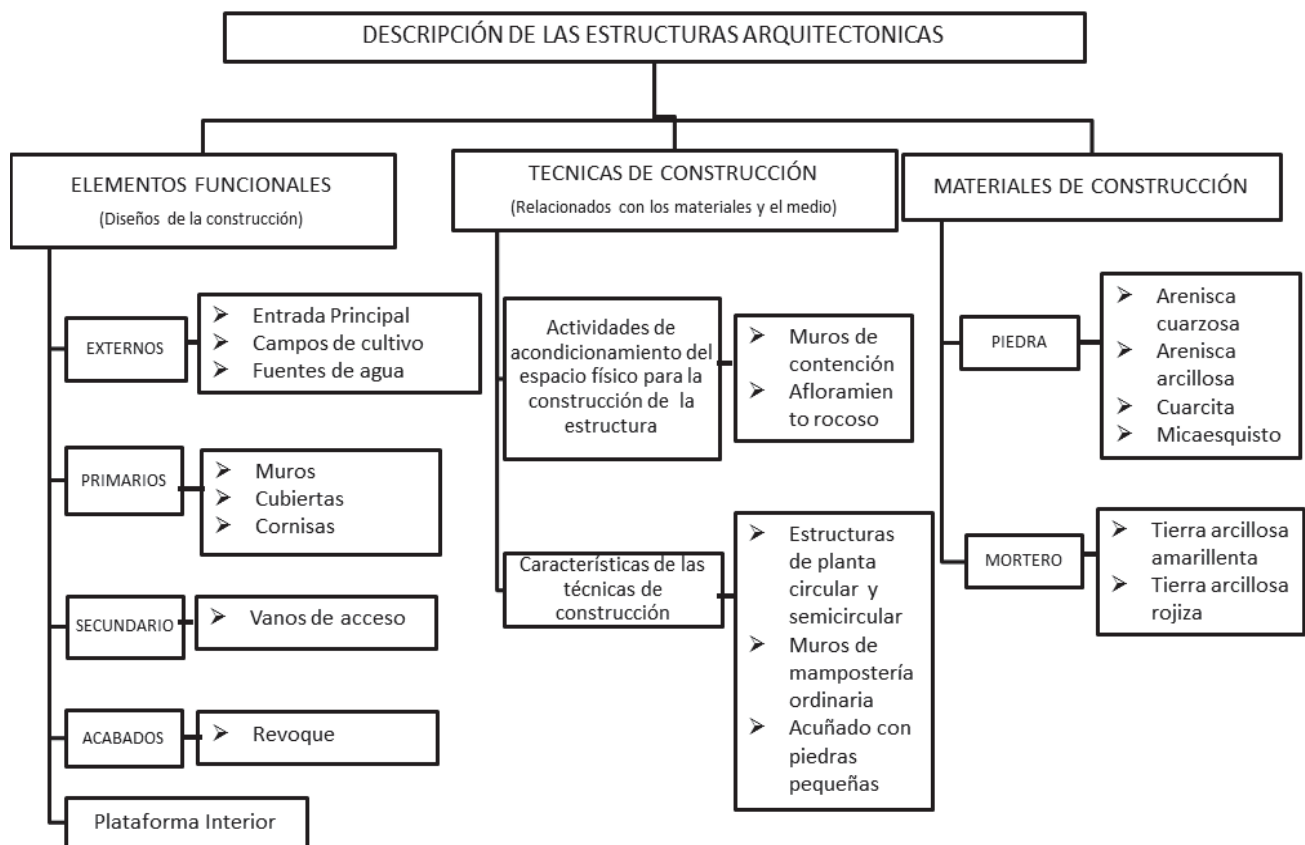 DESCRIPCIÓN DE LAS ESTRUCTURAS ARQUITECTONICAS
ELEMENTOS FUNCIONALES
(Diseños de la construcción)
EXTERNOS
➢ Entrada Principal
➢ Campos de cultivo
➢ Fuentes de agua
PRIMARIOS
➢ Muros
➢ Cubiertas
➢ Cornisas
SECUNDARIO
➢ Vanos de acceso
ACABADOS
➢ Revoque
Plataforma Interior
TECNICAS DE CONSTRUCCIÓN
(Relacionados con los materiales y el medio)
Actividades de
acondicionamiento del
espacio físico para la
construcción de la
estructura
➢ Muros de
contención
➢ Afloramien
to rocoso
Características de las
técnicas de
construcción
➢ Estructuras
de planta
circular y
semicircular
➢ Muros de
mampostería
ordinaria
➢ Acuñado con
piedras
pequeñas
MATERIALES DE CONSTRUCCIÓN
PIEDRA
➢ Arenisca
cuarzosa
➢ Arenisca
arcillosa
➢ Cuarcita
➢ Micaesquisto
MORTERO
➢ Tierra arcillosa
amarillenta
➢ Tierra arcillosa
rojiza